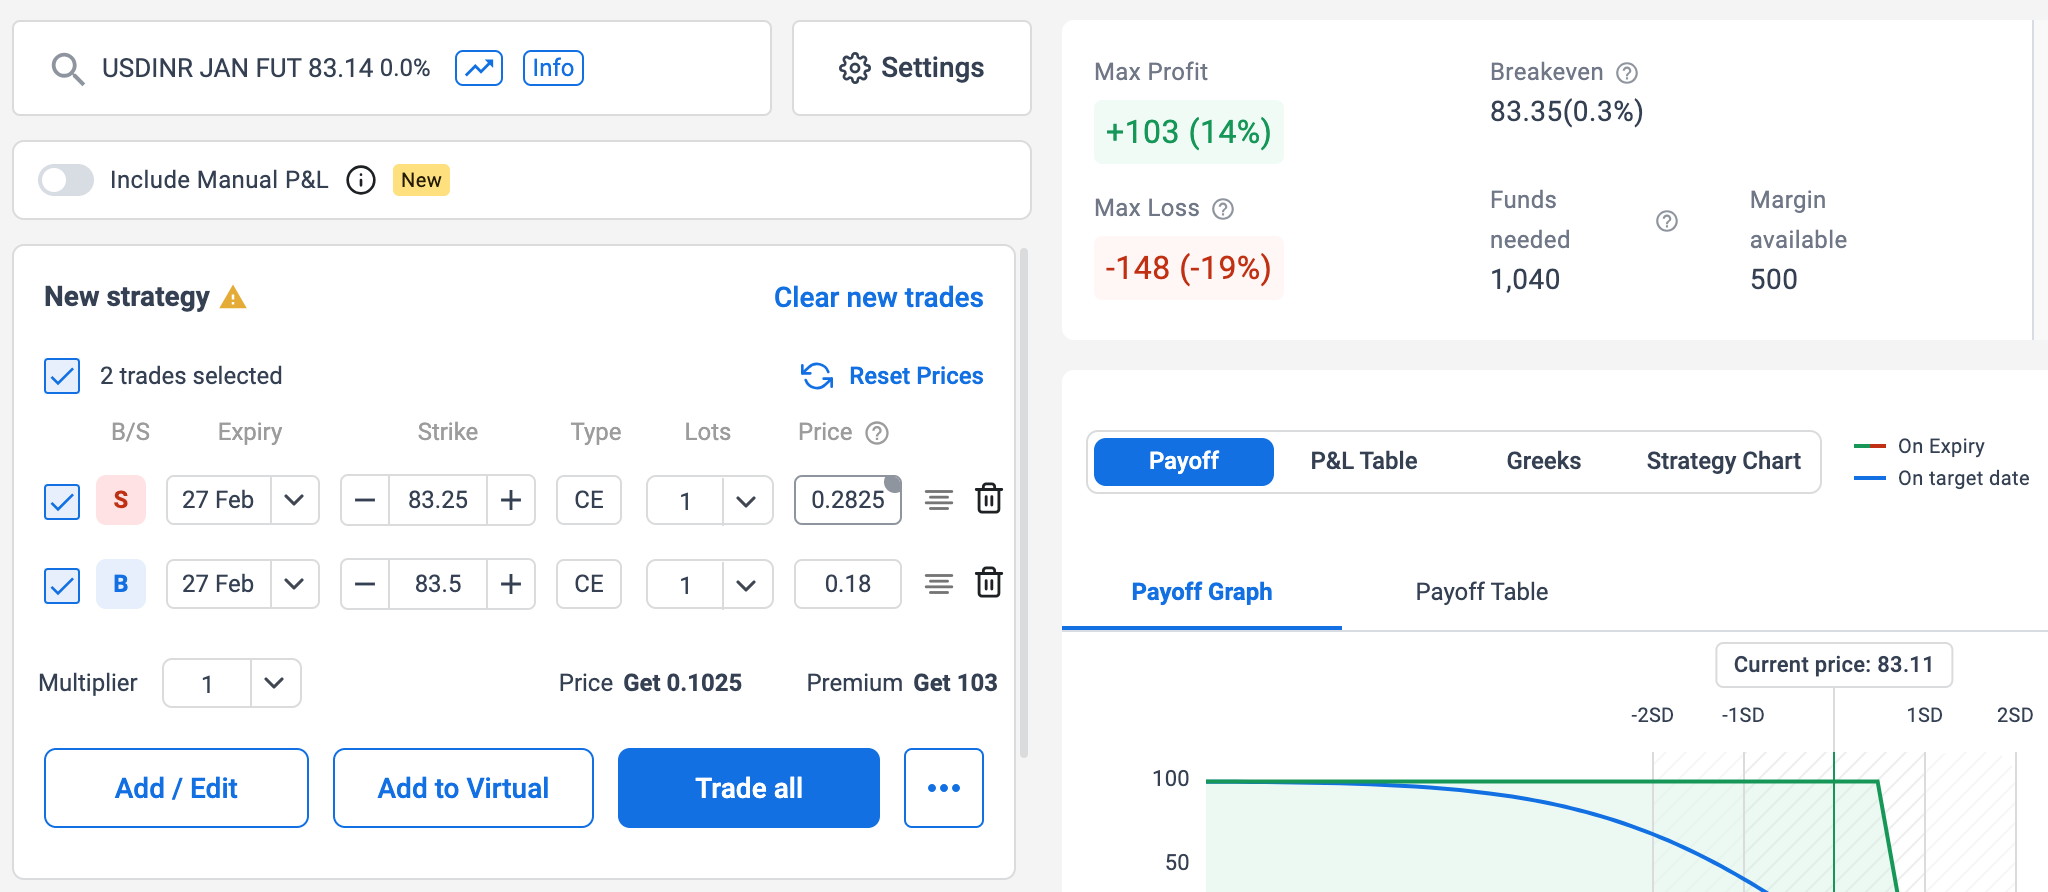 USDINR JAN FUT 83.14 0.0% Info
Settings
Include Manual P&L New
New strategy Clear new trades
2 trades selected Reset Prices
B/S Expiry Strike Type Lots Price
S 27 Feb 83.25 CE 1 0.2825
B 27 Feb 83.5 CE 1 0.18
Multiplier 1 Price Get 0.1025 Premium Get 103
Add / Edit Add to Virtual Trade all
Max Profit
+103 (14%)
Breakeven
83.35(0.3%)
Max Loss
-148 (-19%)
Funds
needed
1,040
Margin
available
500
Payoff P&L Table Greeks Strategy Chart
On Expiry
On target date
Payoff Graph Payoff Table
Current price: 83.11
-2SD -1SD 1SD 2SD
100
50